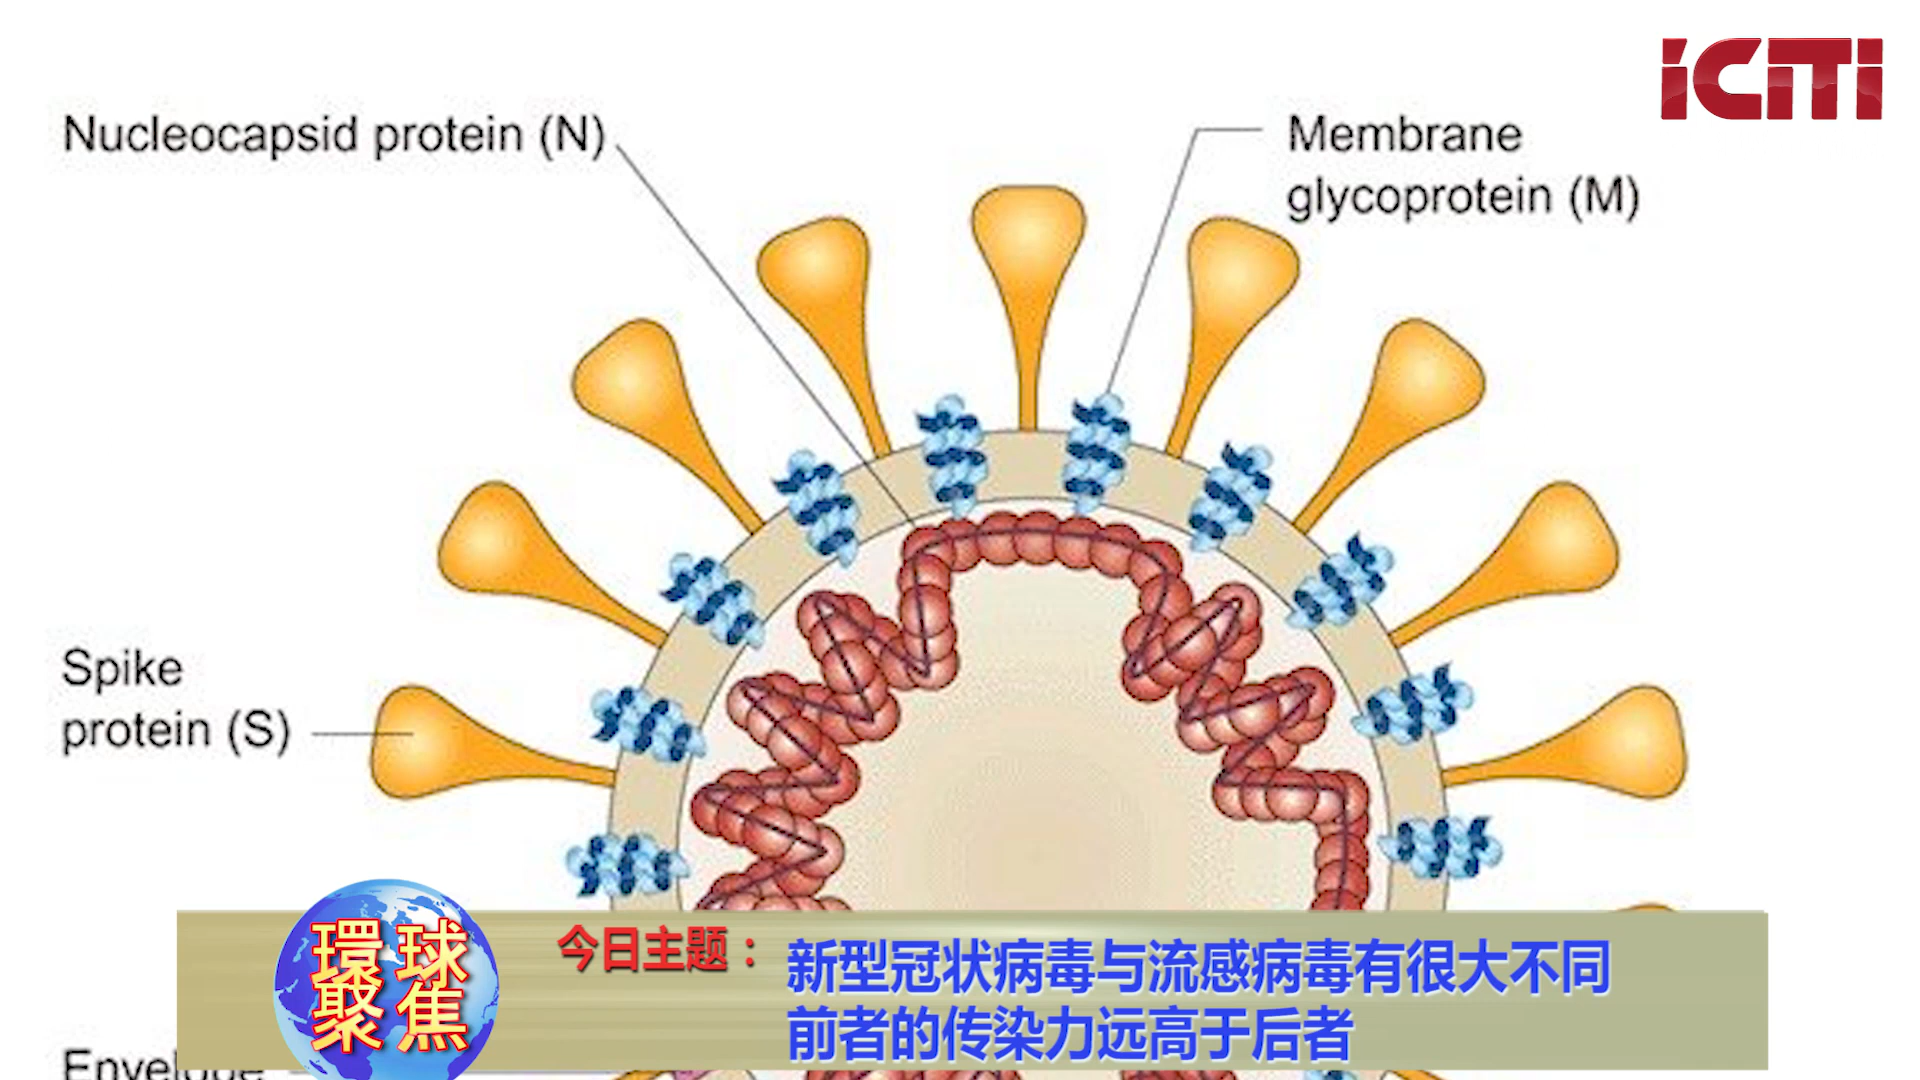 iCiTi
Nucleocapsid protein (N)
Membrane
glycoprotein (M)
Spike
protein (S)
環球
聚焦
今日主题：
新型冠状病毒与流感病毒有很大不同
前者的传染力远高于后者
Envelope